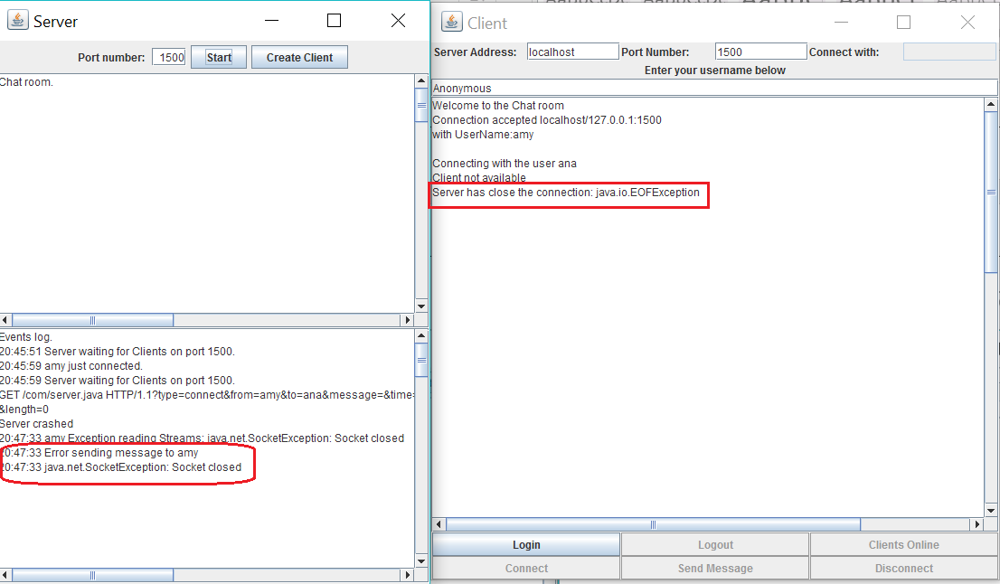 Server
Port number: 1500 Start Create Client
Chat room.
Events log.
20:45:51 Server waiting for Clients on port 1500.
20:45:59 amy just connected.
20:45:59 Server waiting for Clients on port 1500.
GET /com/server.java HTTP/1.1?type=connect&from=amy&to=ana&message=&time=
&length=0
Server crashed
20:47:33 amy Exception reading Streams: java.net.SocketException: Socket closed
20:47:33 Error sending message to amy
20:47:33 java.net.SocketException: Socket closed
Client
Server Address: localhost Port Number: 1500 Connect with:
Enter your username below
Anonymous
Welcome to the Chat room
Connection accepted localhost/127.0.0.1:1500
with UserName:amy
Connecting with the user ana
Client not available
Server has close the connection: java.io.EOFException
Login Logout Clients Online
Connect Send Message Disconnect